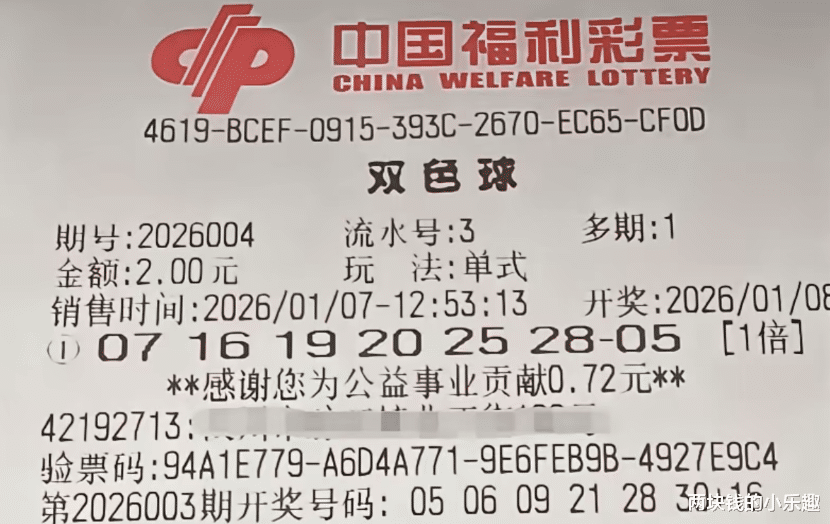 中国福利彩票
CHINA WELFARE LOTTERY
4619-BCEF-0915-393C-2670-EC65-CF0D
双色球
期号:2026004 流水号:3 多期:1
金额:2.00元 玩 法:单式
销售时间:2026/01/07-12:53:13 开奖:2026/01/08
① 07 16 19 20 25 28-05 [1倍]
**感谢您为公益事业贡献0.72元**
42192713:
验票码:94A1E779-A6D4A771-9E6FEB9B-4927E9C4
第2026003期开奖号码: 05 06 09 21 28 30+16
两块钱的小乐趣